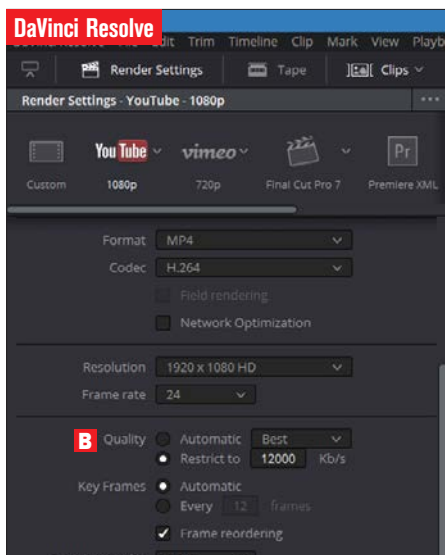 DaVinci Resolve
Edit Trim Timeline Clip Mark View Playb
Render Settings Tape Clips
Render Settings - YouTube - 1080p
YouTube vimeo Pr
Custom 1080p 720p Final Cut Pro 7 Premiere XML
Format MP4
Codec H.264
Field rendering
Network Optimization
Resolution 1920 x 1080 HD
Frame rate 24
B Quality Automatic Best
Restrict to 12000 Kb/s
Key Frames Automatic
Every 12 frames
Frame reordering